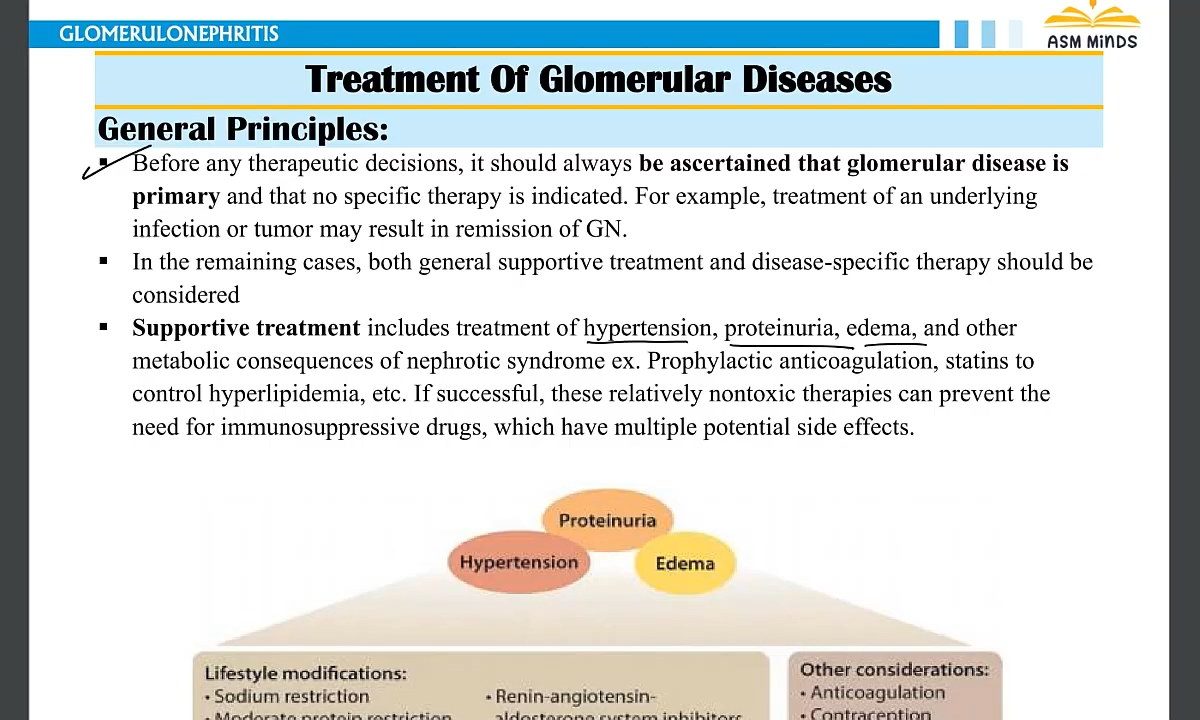 GLOMERULONEPHRITIS
ASM MINDS
Treatment Of Glomerular Diseases
General Principles:
▪ Before any therapeutic decisions, it should always be ascertained that glomerular disease is
primary and that no specific therapy is indicated. For example, treatment of an underlying
infection or tumor may result in remission of GN.
▪ In the remaining cases, both general supportive treatment and disease-specific therapy should be
considered
▪ Supportive treatment includes treatment of hypertension, proteinuria, edema, and other
metabolic consequences of nephrotic syndrome ex. Prophylactic anticoagulation, statins to
control hyperlipidemia, etc. If successful, these relatively nontoxic therapies can prevent the
need for immunosuppressive drugs, which have multiple potential side effects.
Proteinuria
Hypertension
Edema
Lifestyle modifications:
• Sodium restriction
• Moderate protein restriction
• Renin-angiotensin-
aldosterone system inhibitors
Other considerations:
• Anticoagulation
• Contraception